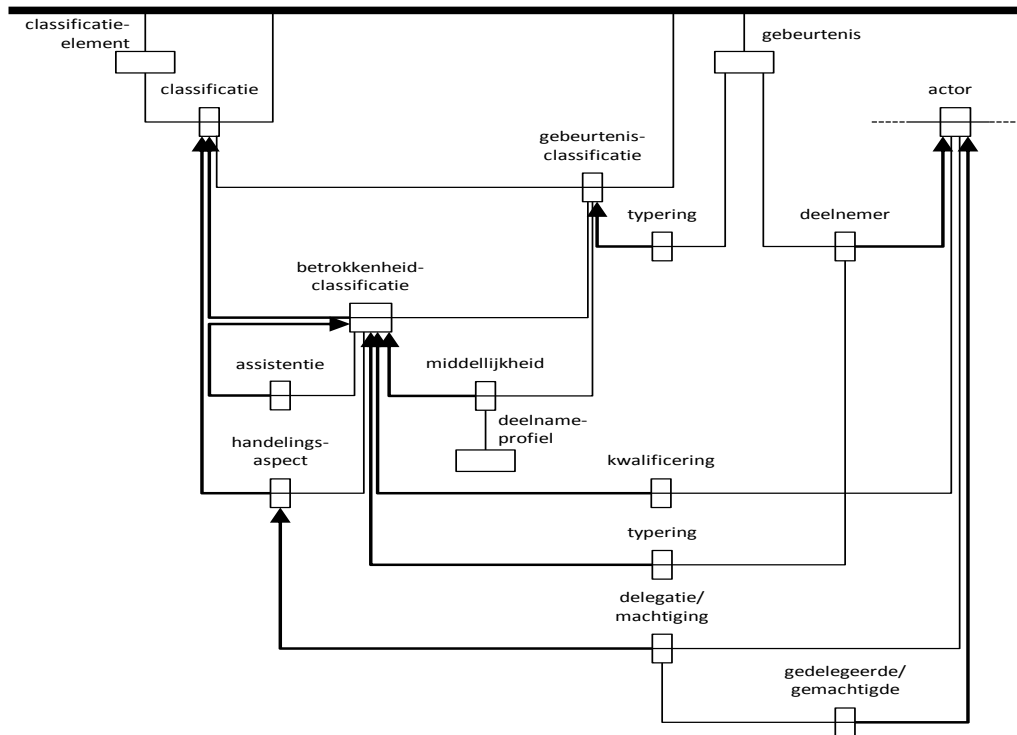 classificatie-
element
gebeurtenis
classificatie
actor
gebeurtenis-
classificatie
typering
deelnemer
betrokkenheid-
classificatie
assistentie
middellijkheid
deelname-
profiel
handelings-
aspect
kwalificering
typering
delegatie/
machtiging
gedelegeerde/
gemachtigde